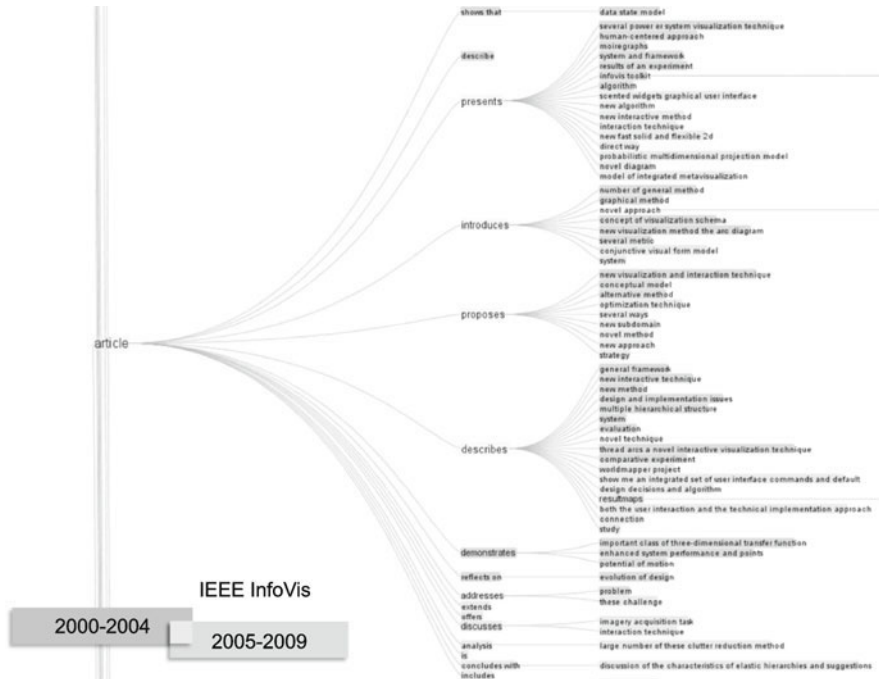 shows that
data state model
several power or system visualization technique
human-centered approach
moiregraphs
describe
system and framework
results of an experiment
infovis toolkit
algorithm
presents
scented widgets graphical user interface
new algorithm
new interactive method
interaction technique
new fast solid and flexible 2d
direct way
probabilistic multidimensional projection model
novel diagram
model of integrated metavisualization
number of general method
graphical method
novel approach
concept of visualization schema
introduces
new visualization method the arc diagram
several metric
conjunctive visual form model
system
new visualization and interaction technique
conceptual model
alternative method
optimization technique
proposes
several ways
new subdomain
novel method
article
new approach
strategy
general framework
new interactive technique
new method
design and implementation issues
multiple hierarchical structure
system
evaluation
novel technique
describes
thread arcs a novel interactive visualization technique
comparative experiment
worldmapper project
show me an integrated set of user interface commands and default
design decisions and algorithm
resultmaps
both the user interaction and the technical implementation approach
connection
study
important class of three-dimensional transfer function
demonstrates
enhanced system performance and points
potential of motion
reflects on
evolution of design
IEEE InfoVis
problem
addresses
these challenge
extends
offers
2000-2004
discusses
imagery acquisition task
interaction technique
2005-2009
analysis
large number of these clutter reduction method
is
concludes with
discussion of the characteristics of elastic hierarchies and suggestions
includes